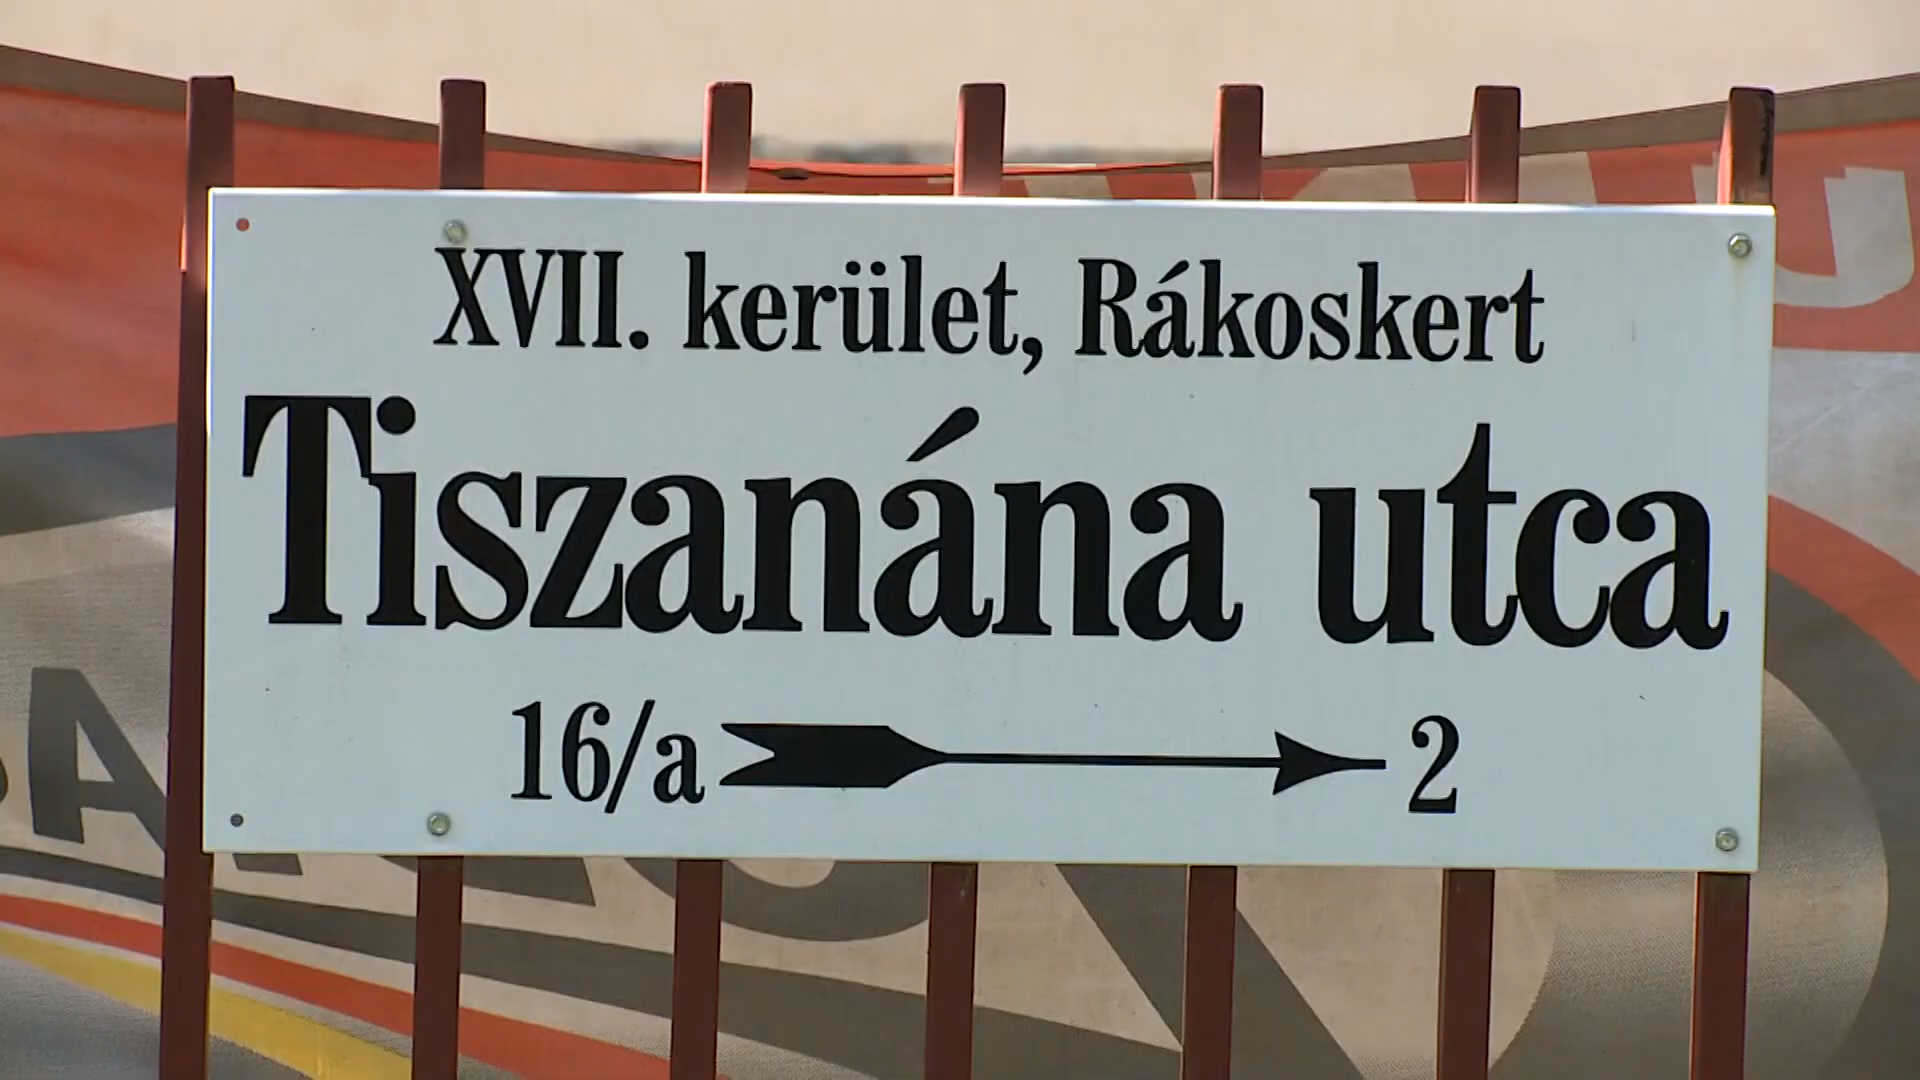 XVII. kerület, Rákoskert
Tiszanána utca
16/a 2